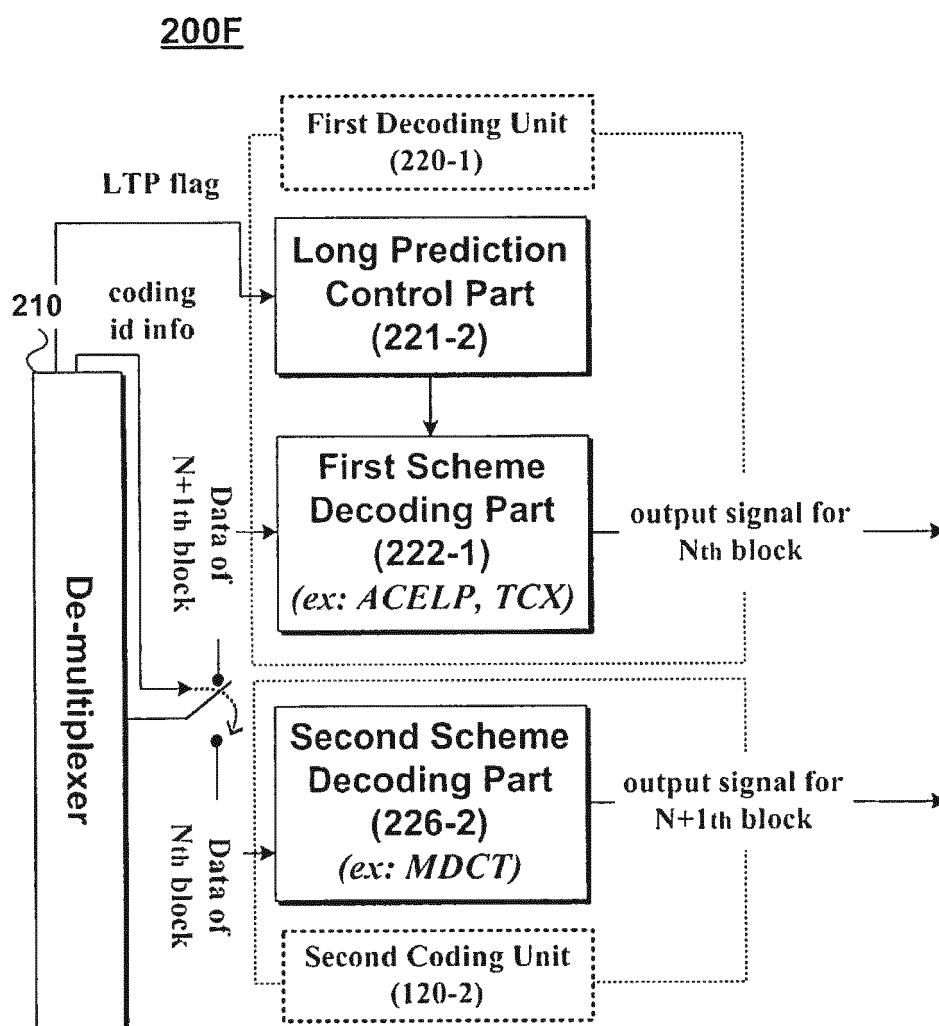 200F
First Decoding Unit
(220-1)
LTP flag
Long Prediction
Control Part
(221-2)
210
coding
id info
De-multiplexer
Data of
N+1th block
First Scheme
Decoding Part
(222-1)
(ex: ACELP, TCX)
output signal for
Nth block
Data of
Nth block
Second Scheme
Decoding Part
(226-2)
(ex: MDCT)
output signal for
N+1th block
Second Coding Unit
(120-2)